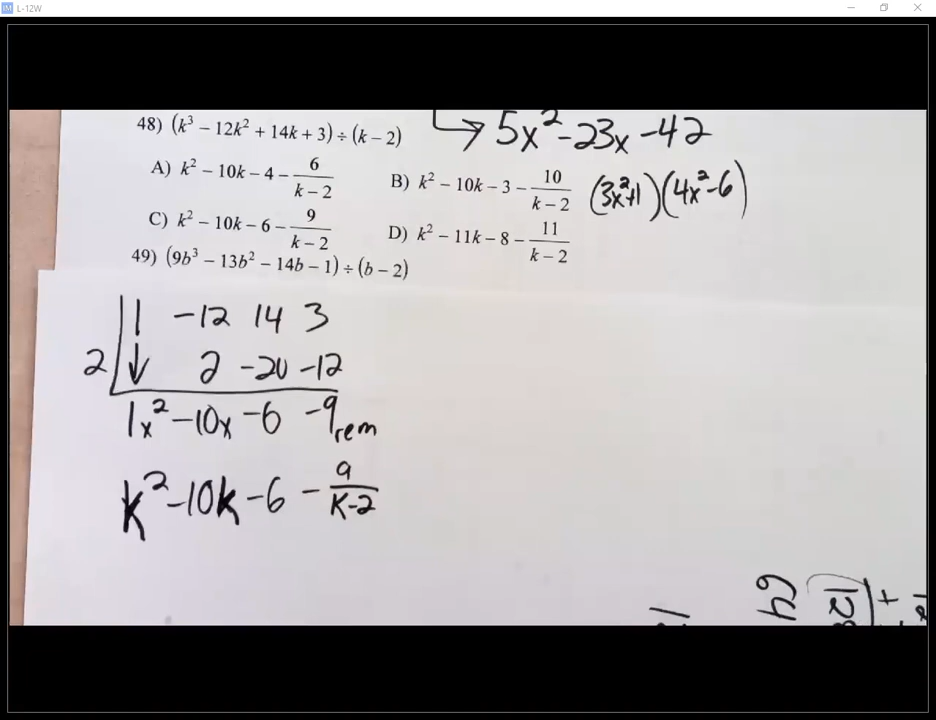 L-12W
48) (k³ − 12k² + 14k + 3) ÷ (k − 2)
5x² -23x -42
A) k² − 10k − 4 − 6/(k − 2)
B) k² − 10k − 3 − 10/(k − 2)
(3x²+1)(4x²-6)
C) k² − 10k − 6 − 9/(k − 2)
D) k² − 11k − 8 − 11/(k − 2)
49) (9b³ − 13b² − 14b − 1) ÷ (b − 2)
1 -12 14 3
2 ↓ 2 -20 -12
1x² -10x -6 -9 rem
k² -10k -6 - 9/(k-2)